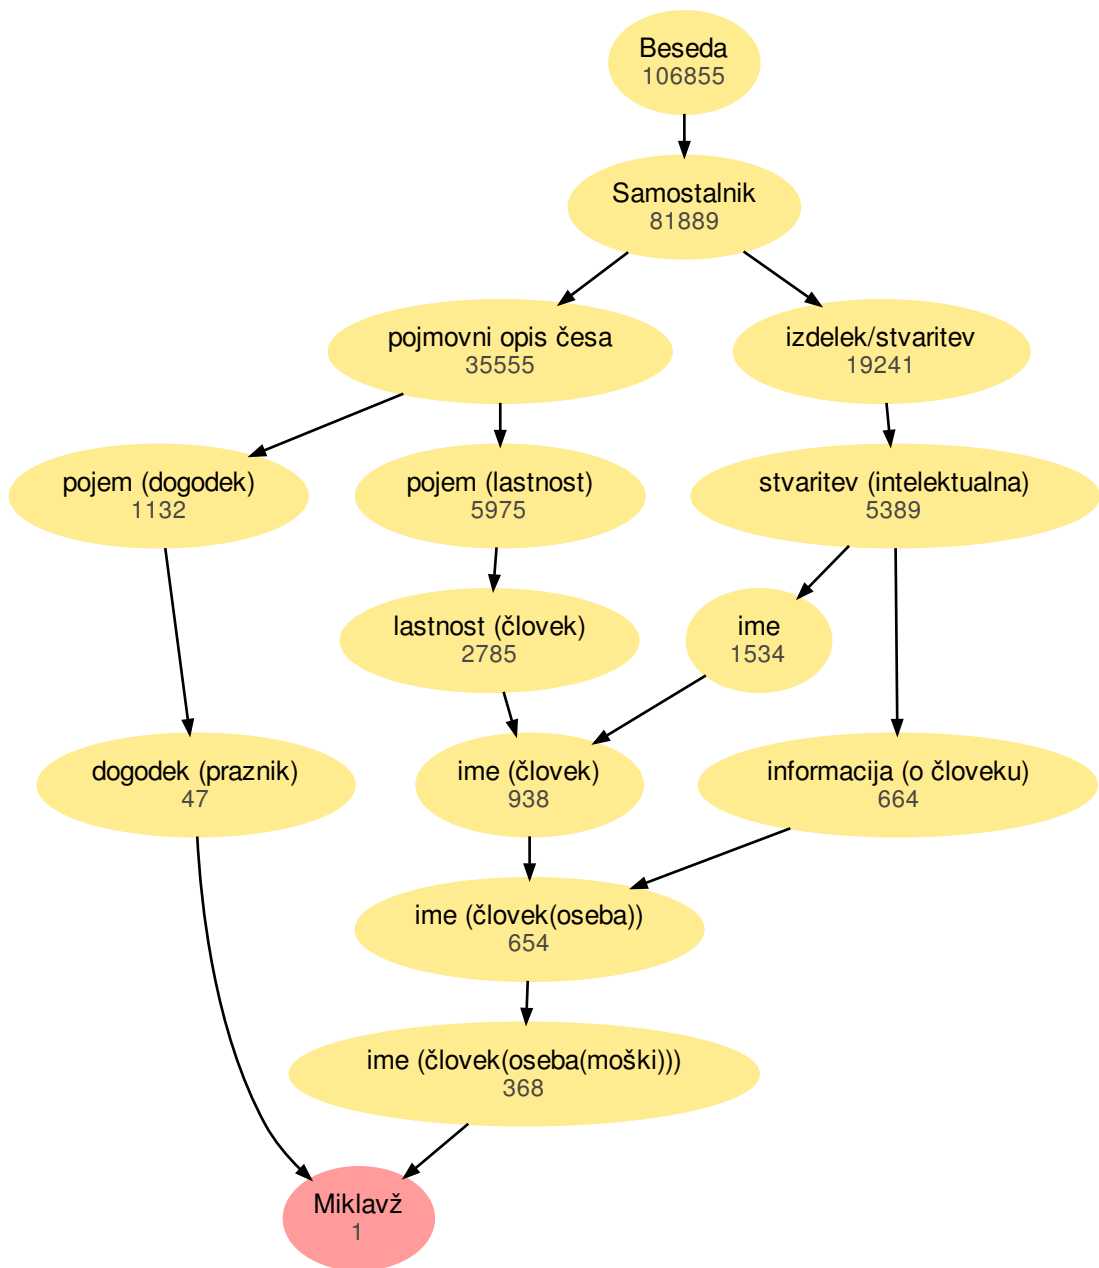 Beseda
106855
Samostalnik
81889
pojmovni opis česa
35555
izdelek/stvaritev
19241
pojem (dogodek)
1132
pojem (lastnost)
5975
stvaritev (intelektualna)
5389
lastnost (človek)
2785
ime
1534
dogodek (praznik)
47
ime (človek)
938
informacija (o človeku)
664
ime (človek(oseba))
654
ime (človek(oseba(moški)))
368
Miklavž
1